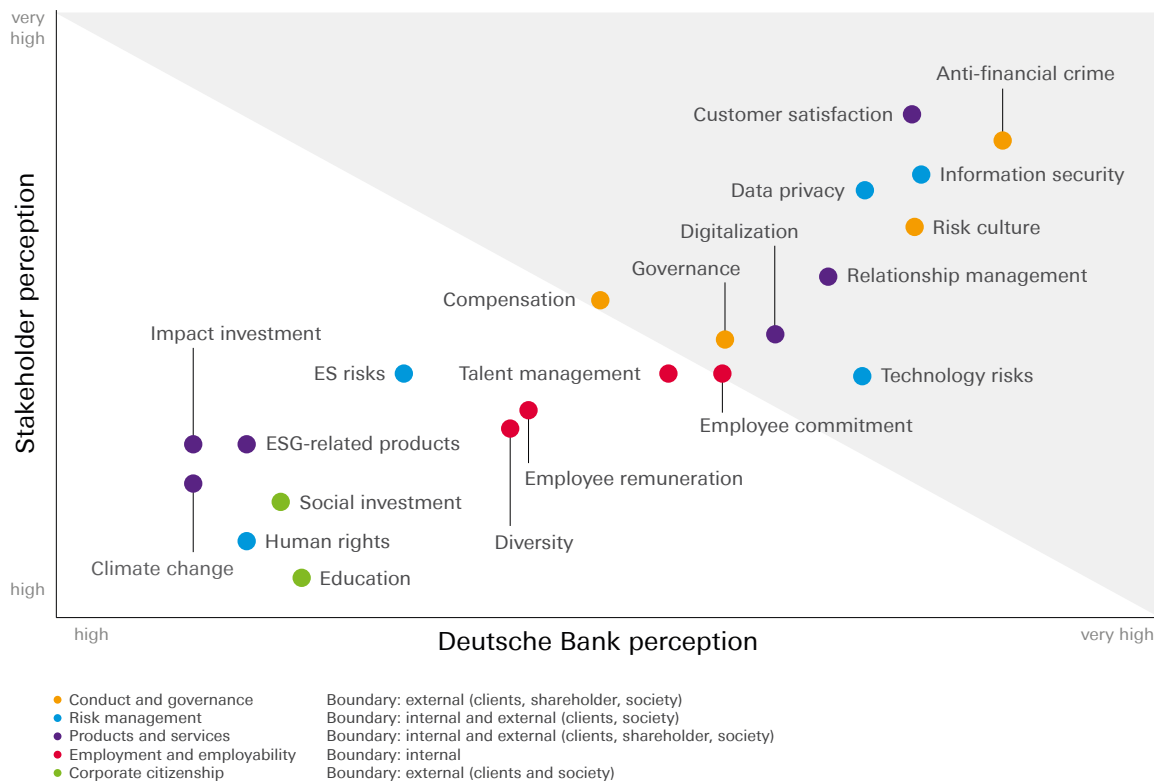 very
high
Anti-financial crime
Customer satisfaction
Information security
Data privacy
Risk culture
Digitalization
Governance
Relationship management
Compensation
Impact investment
ES risks
Talent management
Technology risks
Employee commitment
ESG-related products
Employee remuneration
Social investment
Human rights
Diversity
Climate change
Education
high
Stakeholder perception
high
Deutsche Bank perception
very high
Conduct and governance Boundary: external (clients, shareholder, society)
Risk management Boundary: internal and external (clients, society)
Products and services Boundary: internal and external (clients, shareholder, society)
Employment and employability Boundary: internal
Corporate citizenship Boundary: external (clients and society)